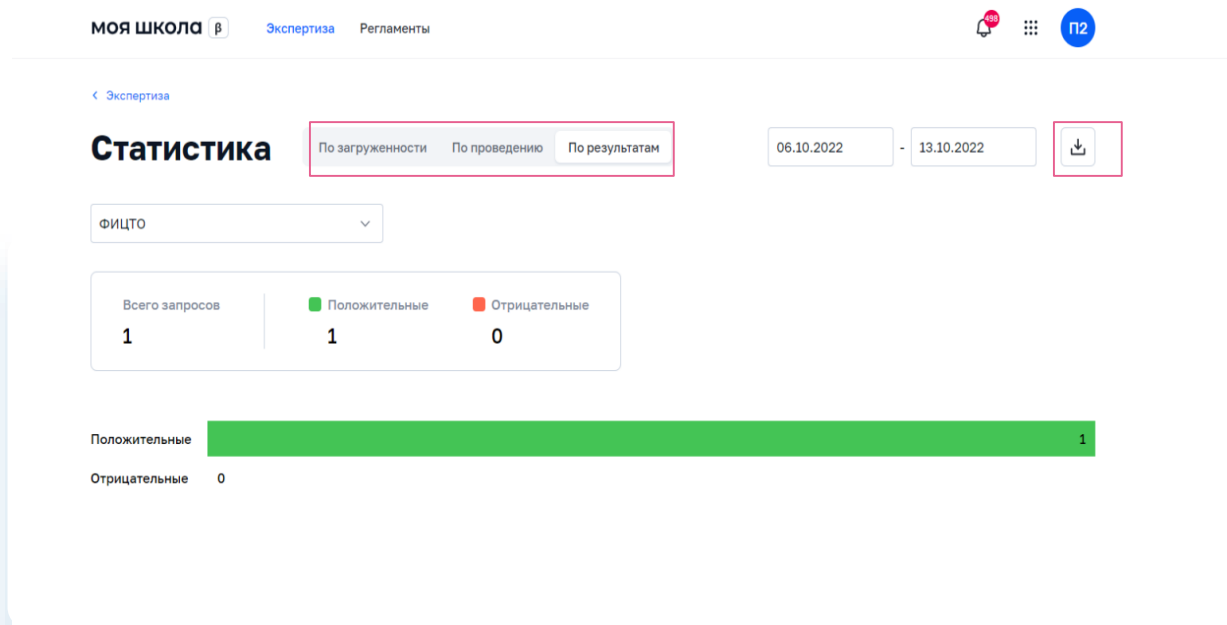 моя школа β Экспертиза Регламенты 498 П2
Экспертиза
Статистика По загруженности По проведению По результатам 06.10.2022 - 13.10.2022
ФИЦТО
Всего запросов Положительные Отрицательные
1 1 0
Положительные 1
Отрицательные 0